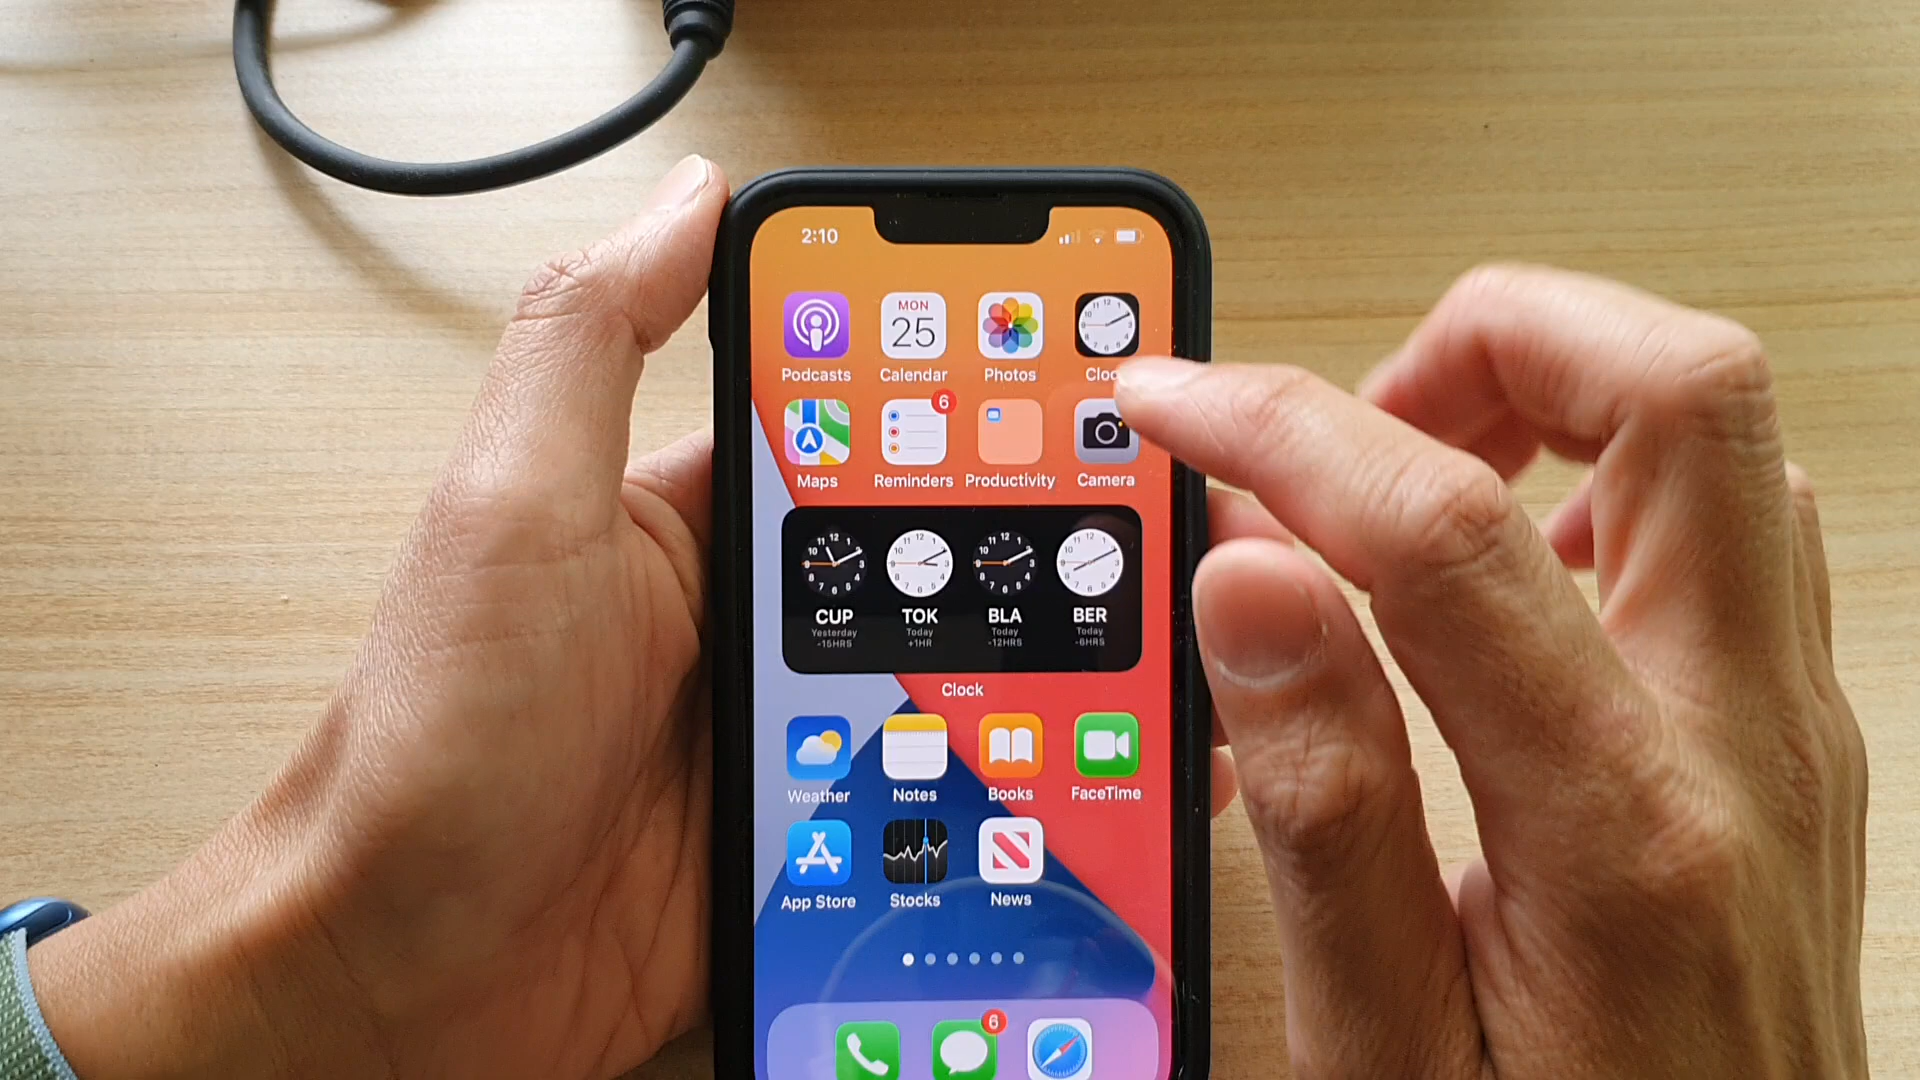 2:10
MON
25
Podcasts Calendar Photos Cloc
6
Maps Reminders Productivity Camera
CUP TOK BLA BER
Yesterday Today Today Today
-15HRS +1HR -12HRS -6HRS
Clock
Weather Notes Books FaceTime
App Store Stocks News
6